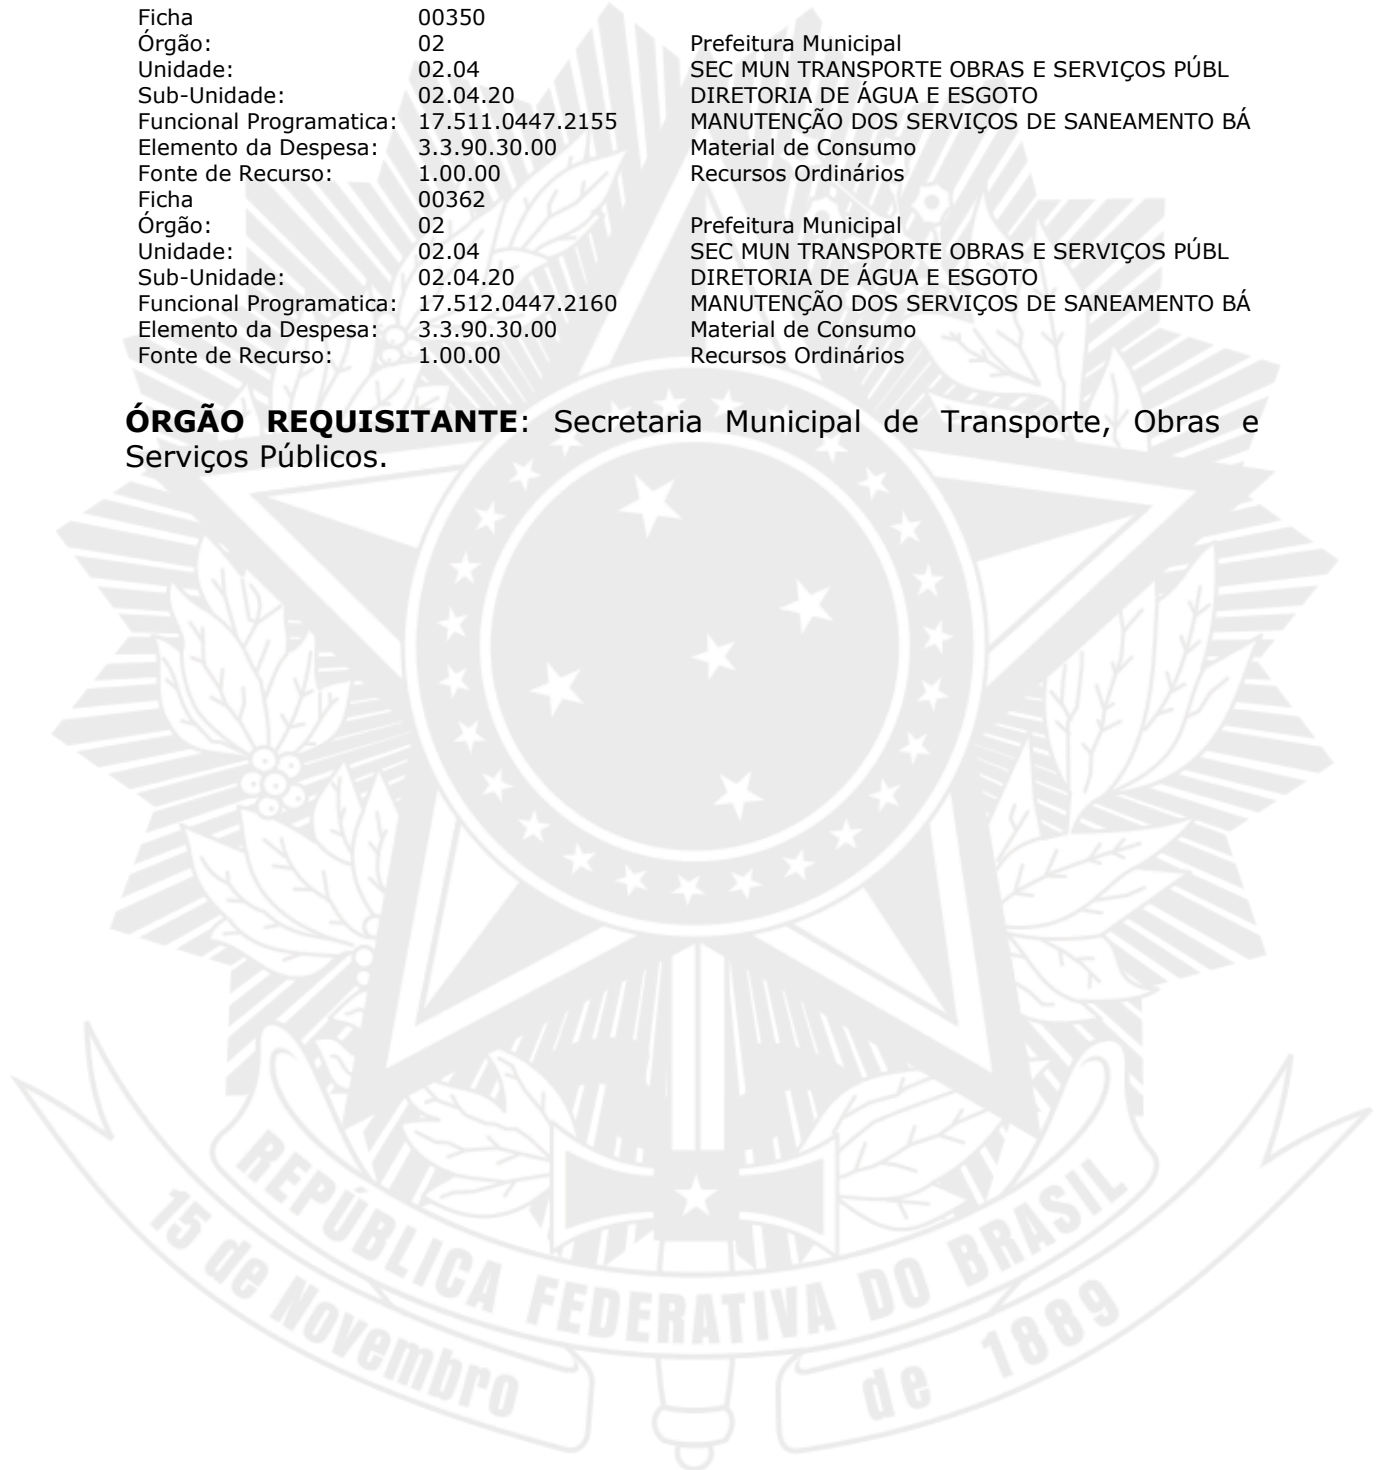 Ficha 00350
Órgão: 02 Prefeitura Municipal
Unidade: 02.04 SEC MUN TRANSPORTE OBRAS E SERVIÇOS PÚBL
Sub-Unidade: 02.04.20 DIRETORIA DE ÁGUA E ESGOTO
Funcional Programatica: 17.511.0447.2155 MANUTENÇÃO DOS SERVIÇOS DE SANEAMENTO BÁ
Elemento da Despesa: 3.3.90.30.00 Material de Consumo
Fonte de Recurso: 1.00.00 Recursos Ordinários
Ficha 00362
Órgão: 02 Prefeitura Municipal
Unidade: 02.04 SEC MUN TRANSPORTE OBRAS E SERVIÇOS PÚBL
Sub-Unidade: 02.04.20 DIRETORIA DE ÁGUA E ESGOTO
Funcional Programatica: 17.512.0447.2160 MANUTENÇÃO DOS SERVIÇOS DE SANEAMENTO BÁ
Elemento da Despesa: 3.3.90.30.00 Material de Consumo
Fonte de Recurso: 1.00.00 Recursos Ordinários
ÓRGÃO REQUISITANTE: Secretaria Municipal de Transporte, Obras e
Serviços Públicos.
REPÚBLICA FEDERATIVA DO BRASIL
15 de Novembro de 1889